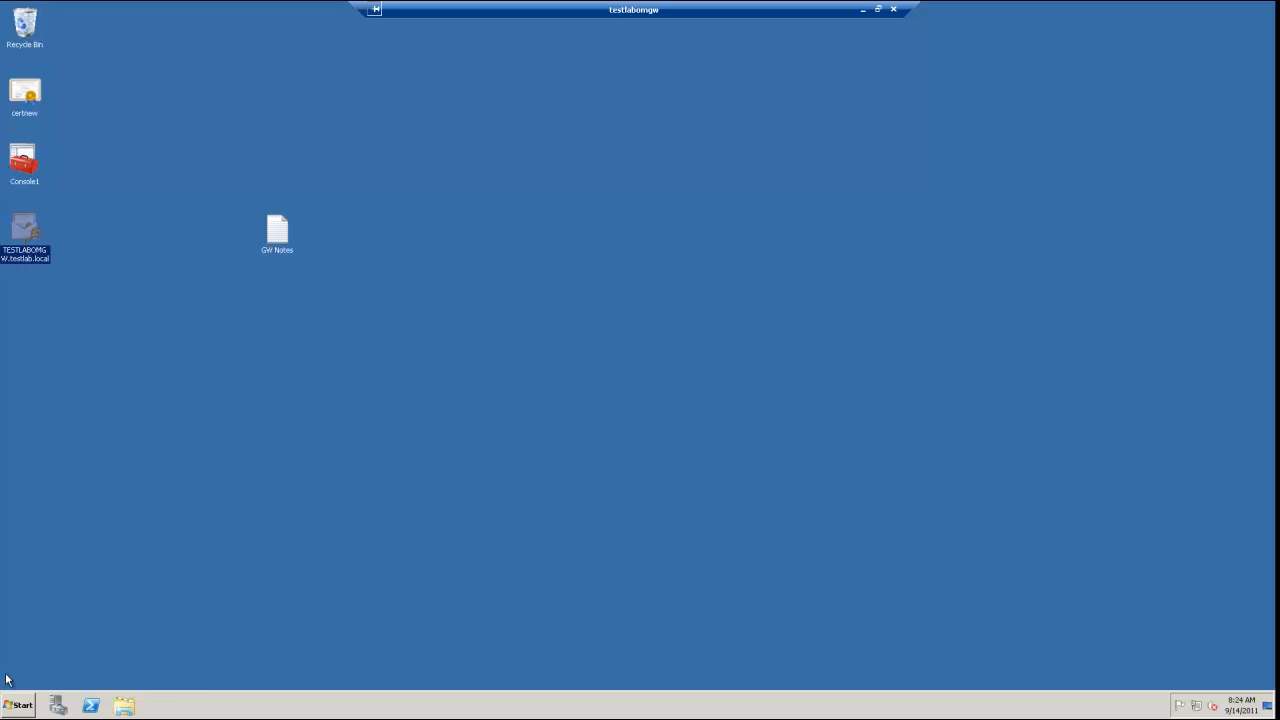 testlabomgw
Recycle Bin
certnew
Console1
TESTLABOMG
W.testlab.local
GW Notes
Start
8:24 AM
9/14/2011